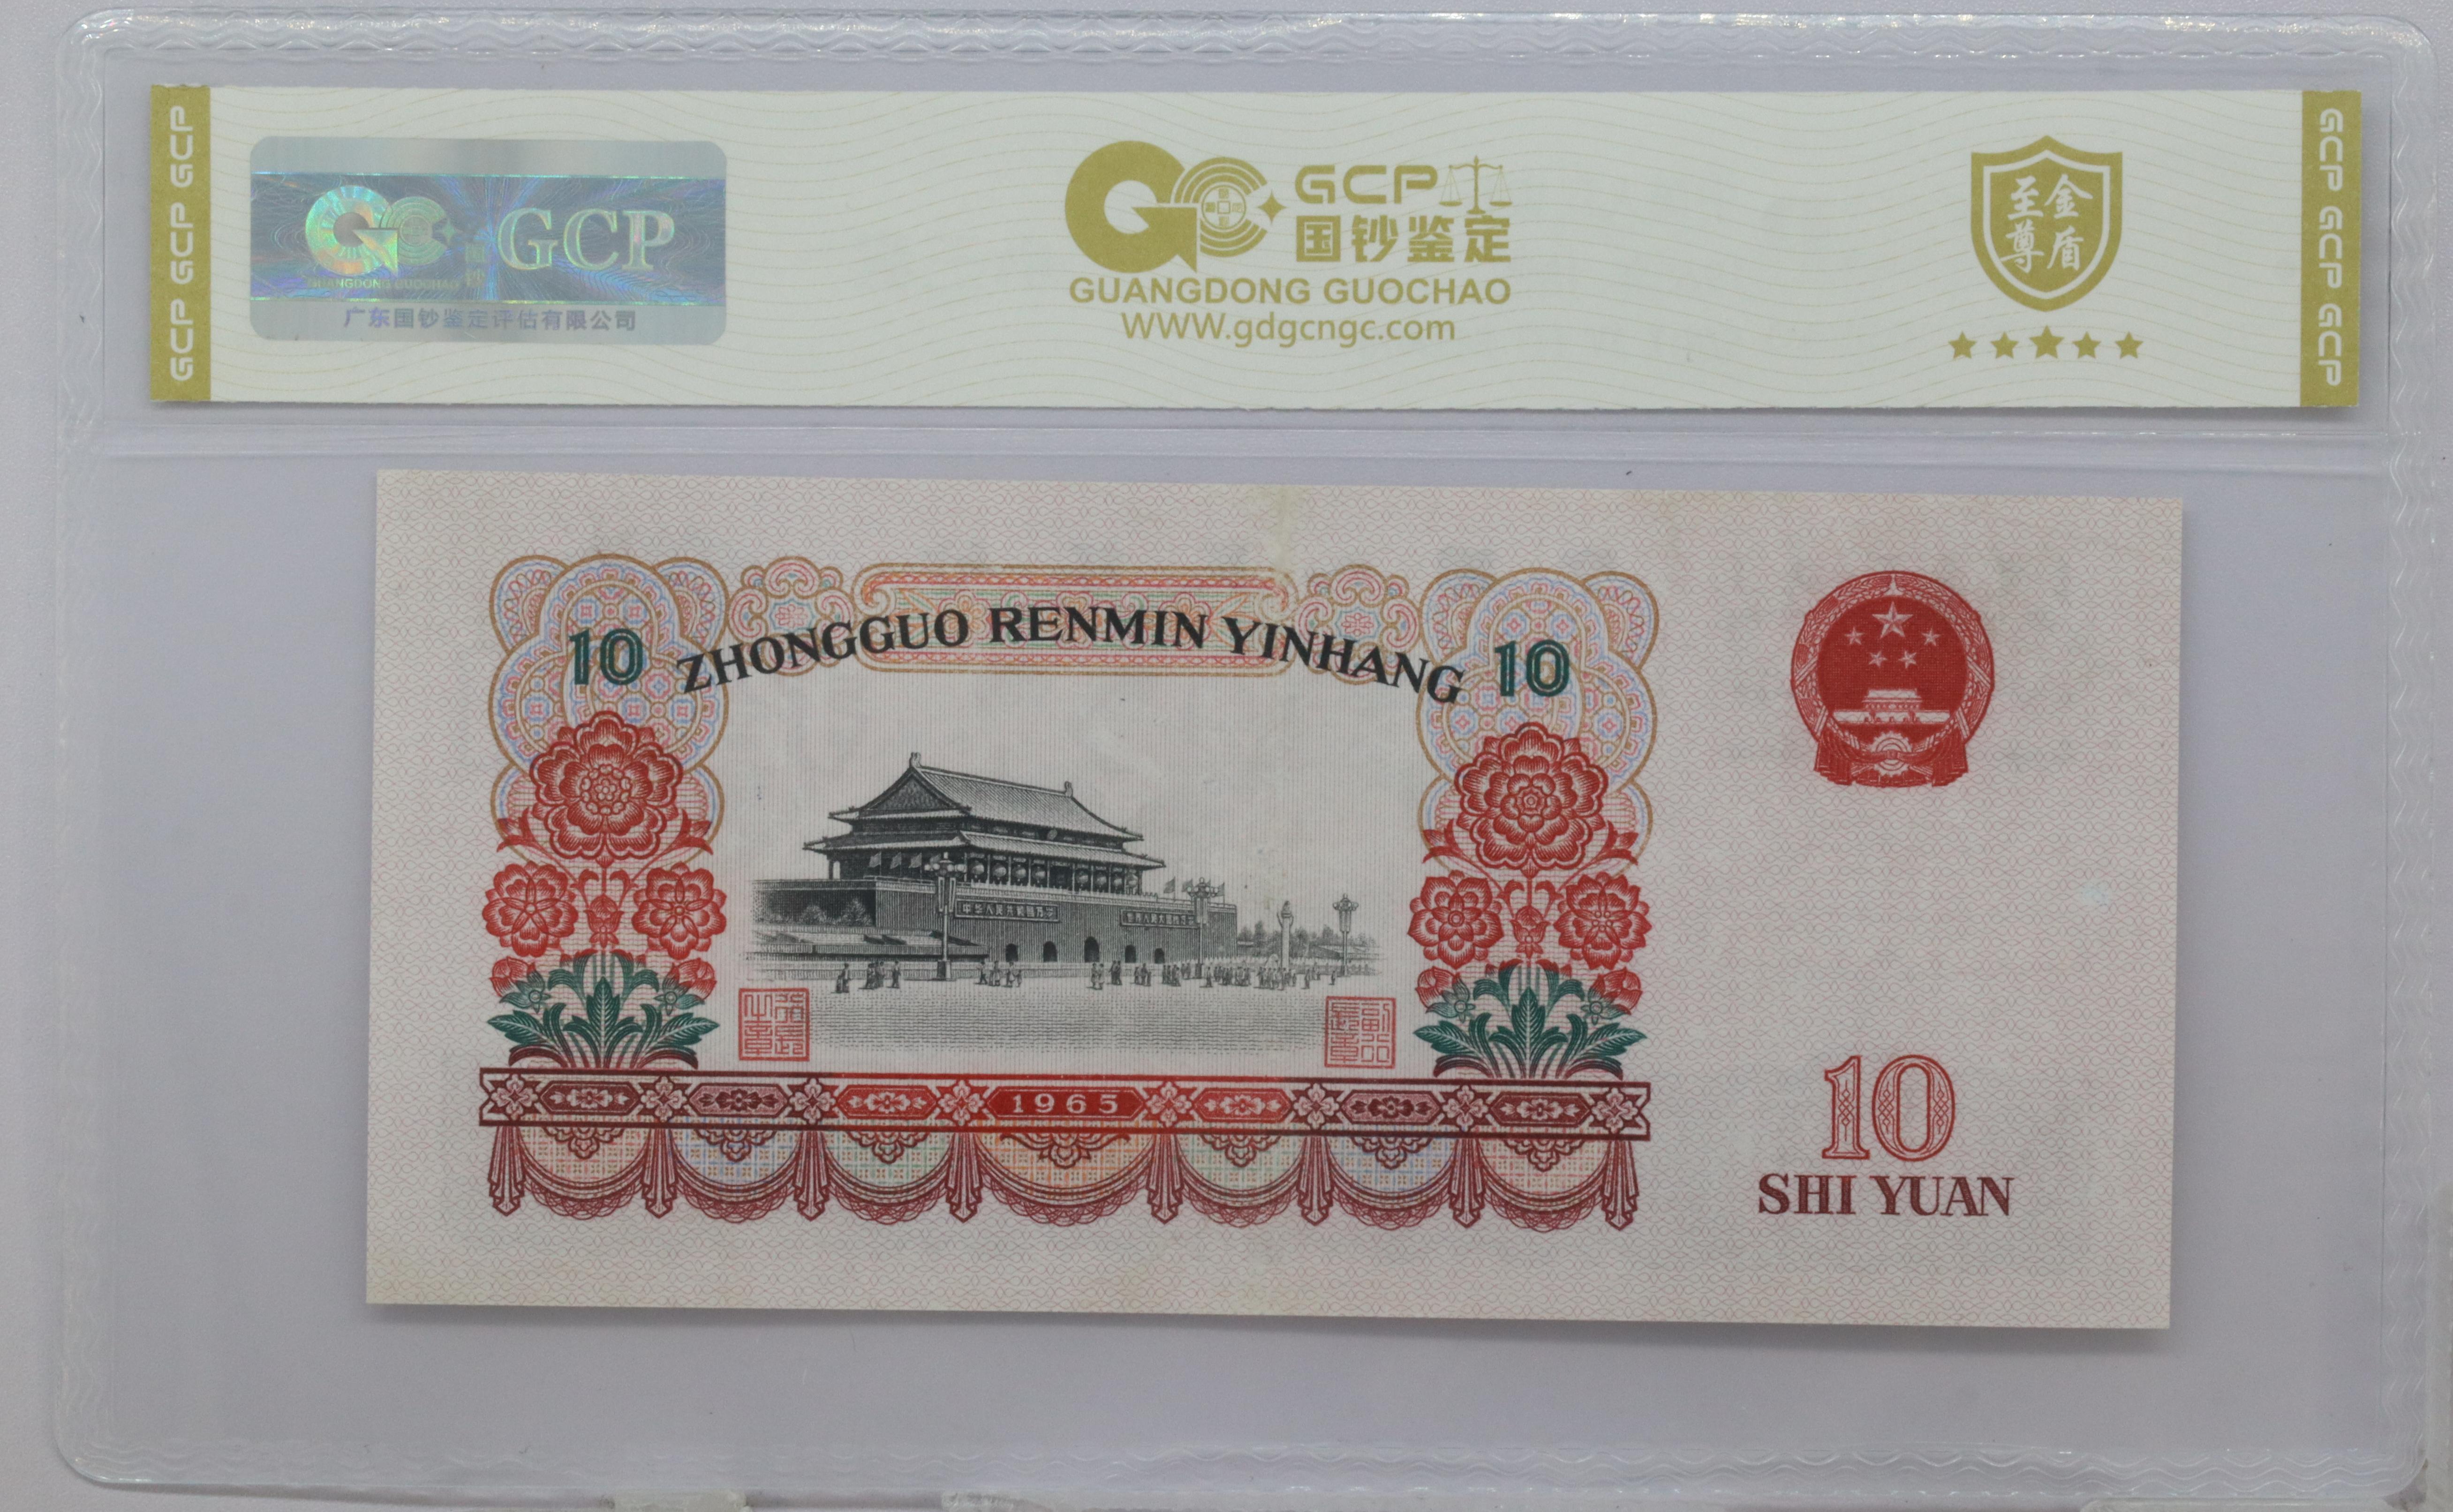 GCP GCP GCP
GCP
GUANGDONG GUOCHAO
国钞
广东国钞鉴定评估有限公司
GCP
国钞鉴定
GUANGDONG GUOCHAO
WWW.gdgcngc.com
至尊
金盾
GCP GCP GCP
ZHONGGUO RENMIN YINHANG
10
10
1965
10
SHI YUAN